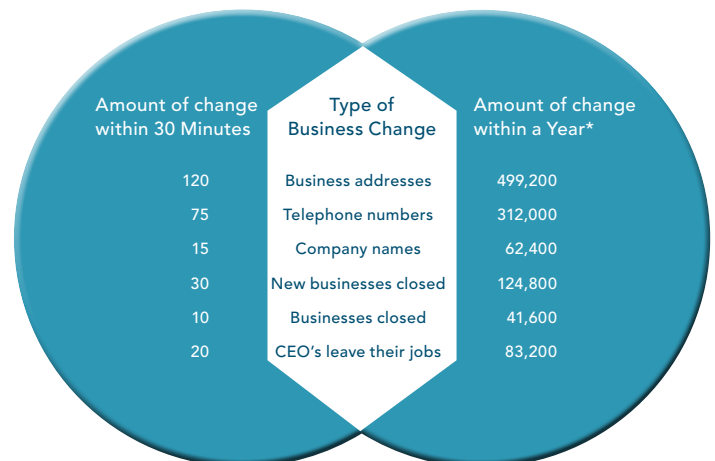 Amount of change within 30 Minutes
Type of Business Change
Amount of change within a Year*
120 Business addresses 499,200
75 Telephone numbers 312,000
15 Company names 62,400
30 New businesses closed 124,800
10 Businesses closed 41,600
20 CEO's leave their jobs 83,200